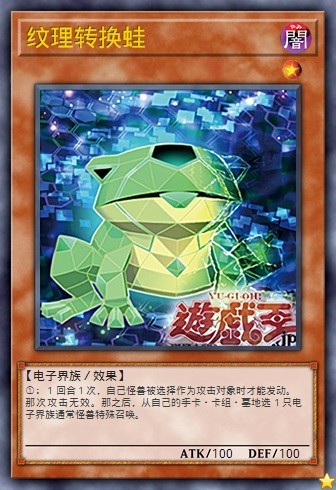 纹理转换蛙
闇
YU-GI-OH!
遊戯王
.jp
【电子界族／效果】
①：1回合1次，自己怪兽被选择作为攻击对象时才能发动。
那次攻击无效。那之后，从自己的手卡·卡组·墓地选1只电
子界族通常怪兽特殊召唤。
ATK/100 DEF/100